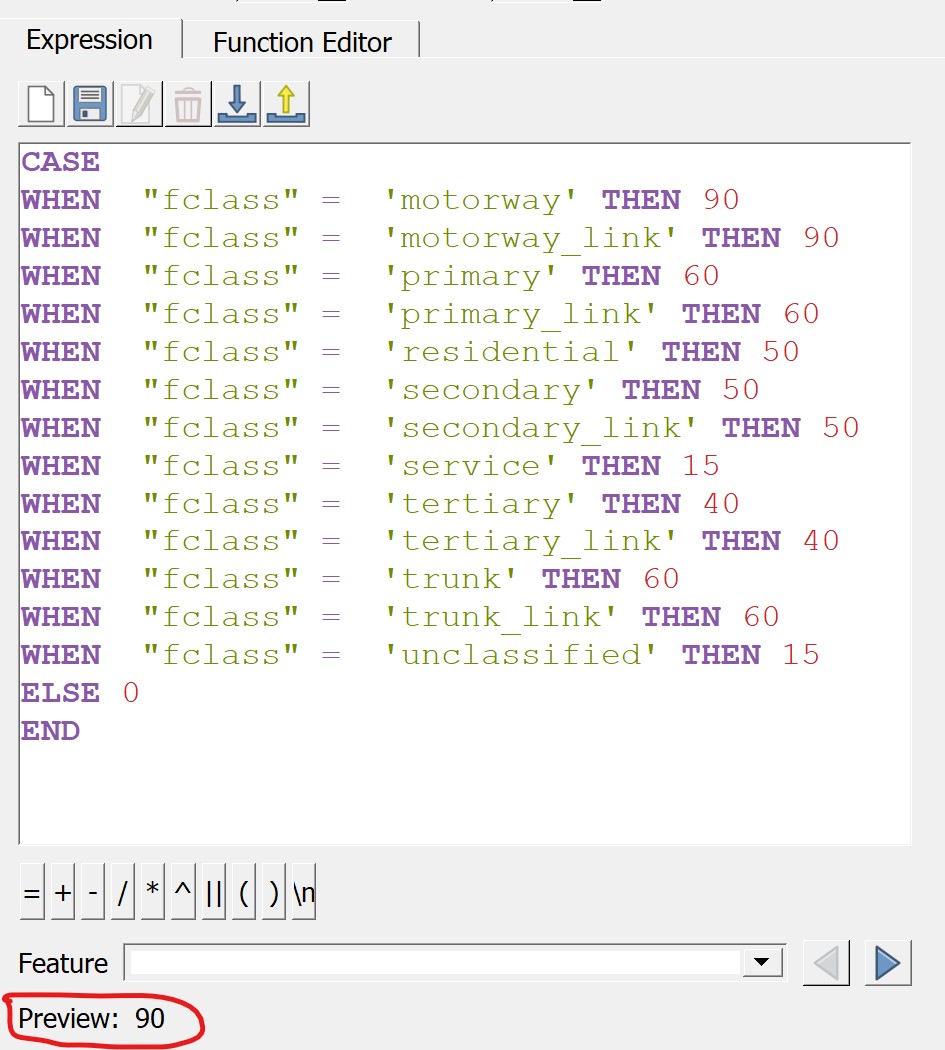 Expression Function Editor
CASE
WHEN "fclass" = 'motorway' THEN 90
WHEN "fclass" = 'motorway_link' THEN 90
WHEN "fclass" = 'primary' THEN 60
WHEN "fclass" = 'primary_link' THEN 60
WHEN "fclass" = 'residential' THEN 50
WHEN "fclass" = 'secondary' THEN 50
WHEN "fclass" = 'secondary_link' THEN 50
WHEN "fclass" = 'service' THEN 15
WHEN "fclass" = 'tertiary' THEN 40
WHEN "fclass" = 'tertiary_link' THEN 40
WHEN "fclass" = 'trunk' THEN 60
WHEN "fclass" = 'trunk_link' THEN 60
WHEN "fclass" = 'unclassified' THEN 15
ELSE 0
END
= + - / * ^ || ( ) \n
Feature
Preview: 90